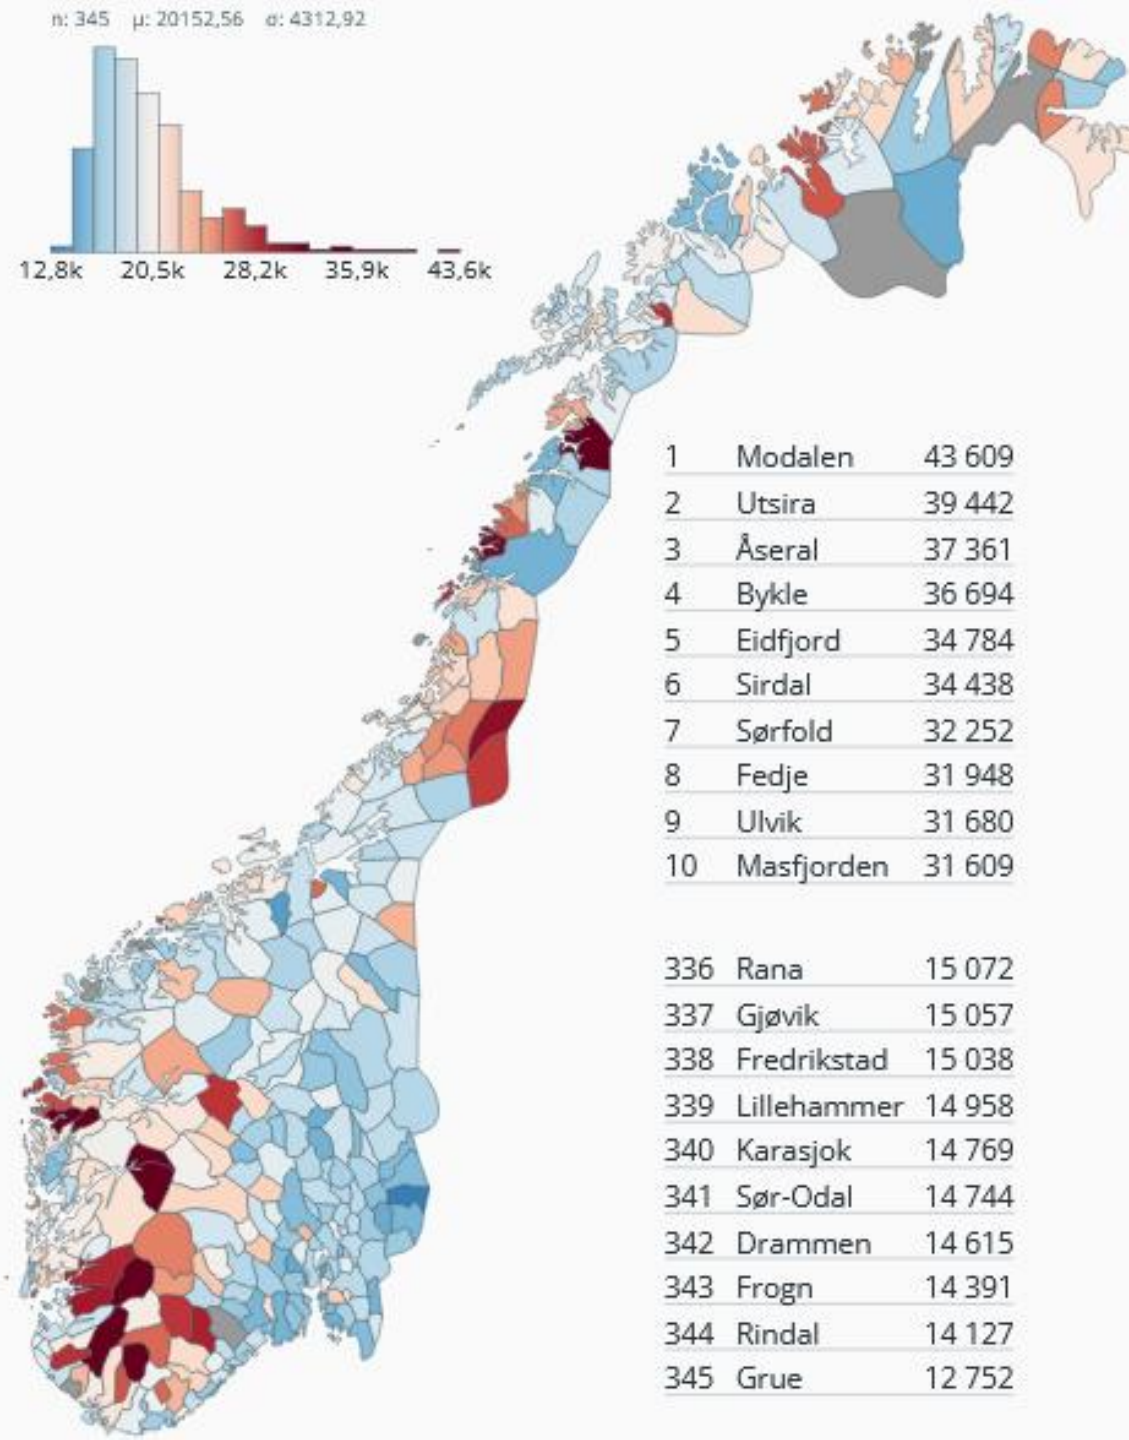 n: 345 μ: 20152,56 σ: 4312,92
12,8k 20,5k 28,2k 35,9k 43,6k
1 Modalen 43 609
2 Utsira 39 442
3 Åseral 37 361
4 Bykle 36 694
5 Eidfjord 34 784
6 Sirdal 34 438
7 Sørfold 32 252
8 Fedje 31 948
9 Ulvik 31 680
10 Masfjorden 31 609
336 Rana 15 072
337 Gjøvik 15 057
338 Fredrikstad 15 038
339 Lillehammer 14 958
340 Karasjok 14 769
341 Sør-Odal 14 744
342 Drammen 14 615
343 Frogn 14 391
344 Rindal 14 127
345 Grue 12 752